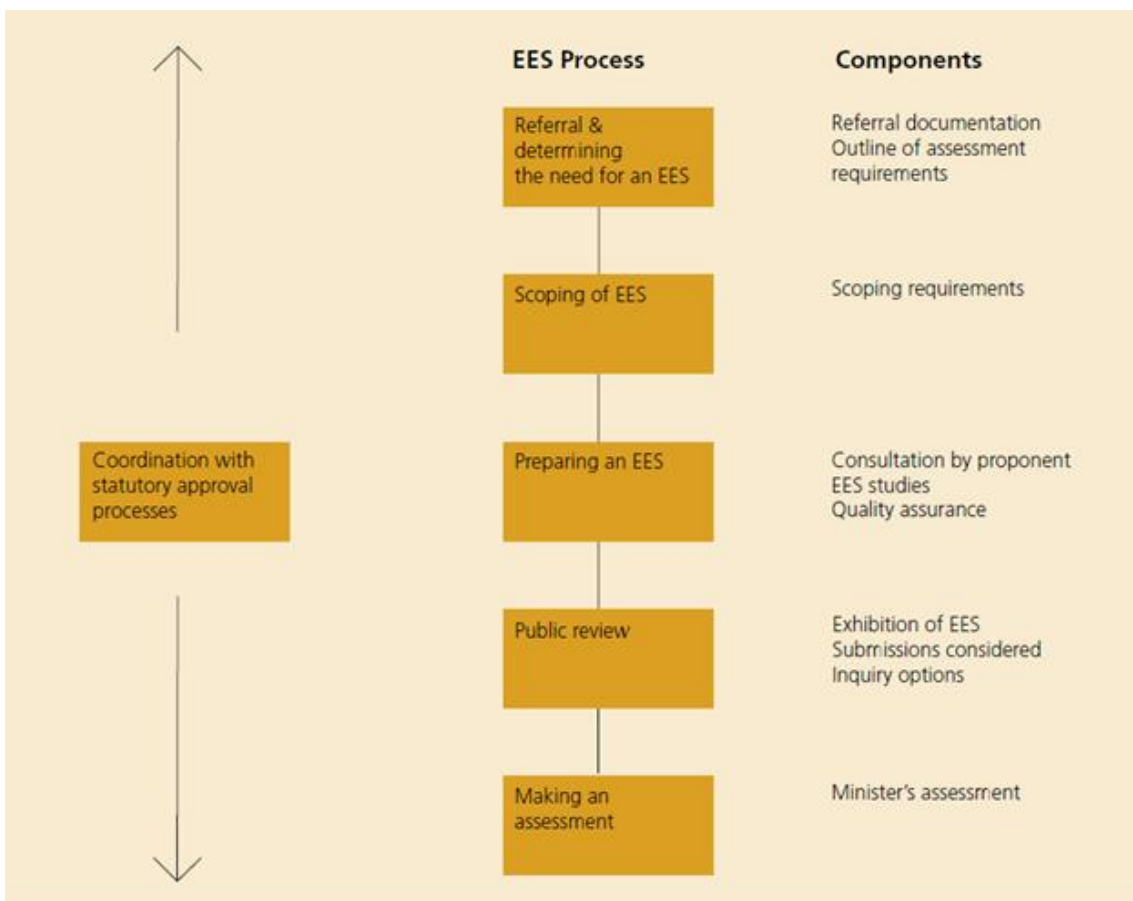 EES Process
Components
Referral &
determining
the need for an EES
Referral documentation
Outline of assessment
requirements
Scoping of EES
Scoping requirements
Coordination with
statutory approval
processes
Preparing an EES
Consultation by proponent
EES studies
Quality assurance
Public review
Exhibition of EES
Submissions considered
Inquiry options
Making an
assessment
Minister's assessment